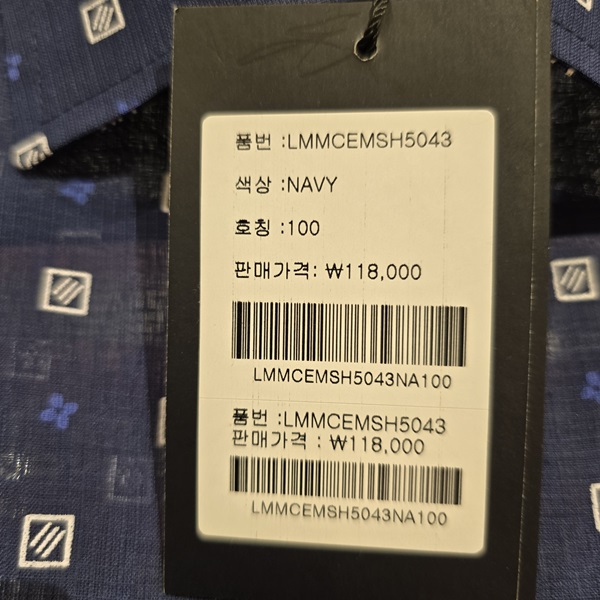 품번 :LMMCEMSH5043
색상 :NAVY
호칭 :100
판매가격: ₩118,000
LMMCEMSH5043NA100
품번 :LMMCEMSH5043
판매가격 : ₩118,000
LMMCEMSH5043NA100